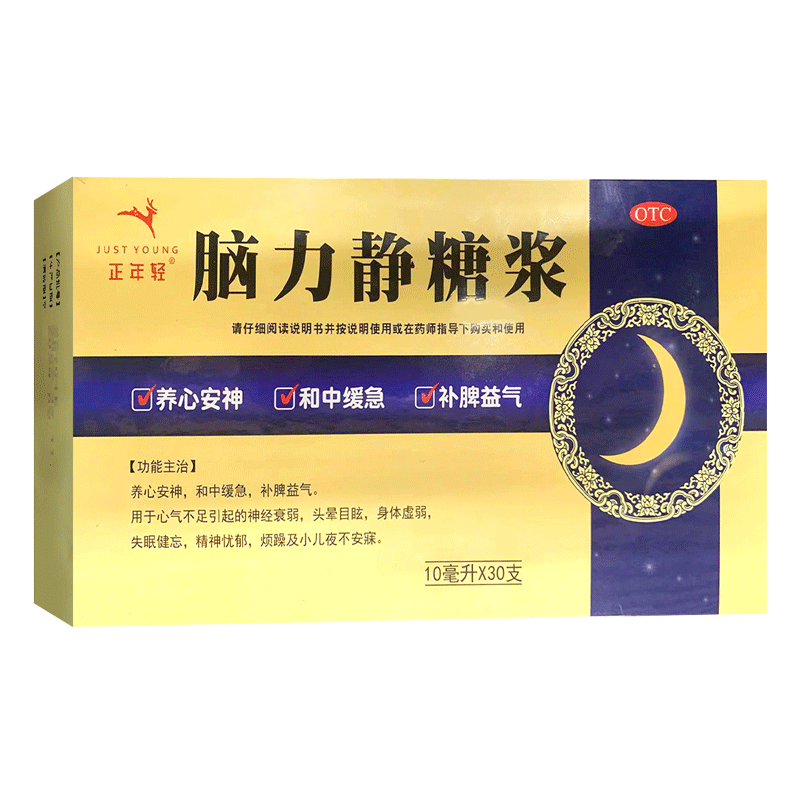 OTC
JUST YOUNG
正年轻®
脑力静糖浆
请仔细阅读说明书并按说明使用或在药师指导下购买和使用
养心安神 和中缓急 补脾益气
【功能主治】
养心安神，和中缓急，补脾益气。
用于心气不足引起的神经衰弱，头晕目眩，身体虚弱，
失眠健忘，精神忧郁，烦躁及小儿夜不安寐。
10毫升X30支